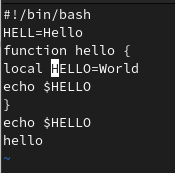 #!/bin/bash
HELL=Hello
function hello {
local HELLO=World
echo $HELLO
}
echo $HELLO
hello
~